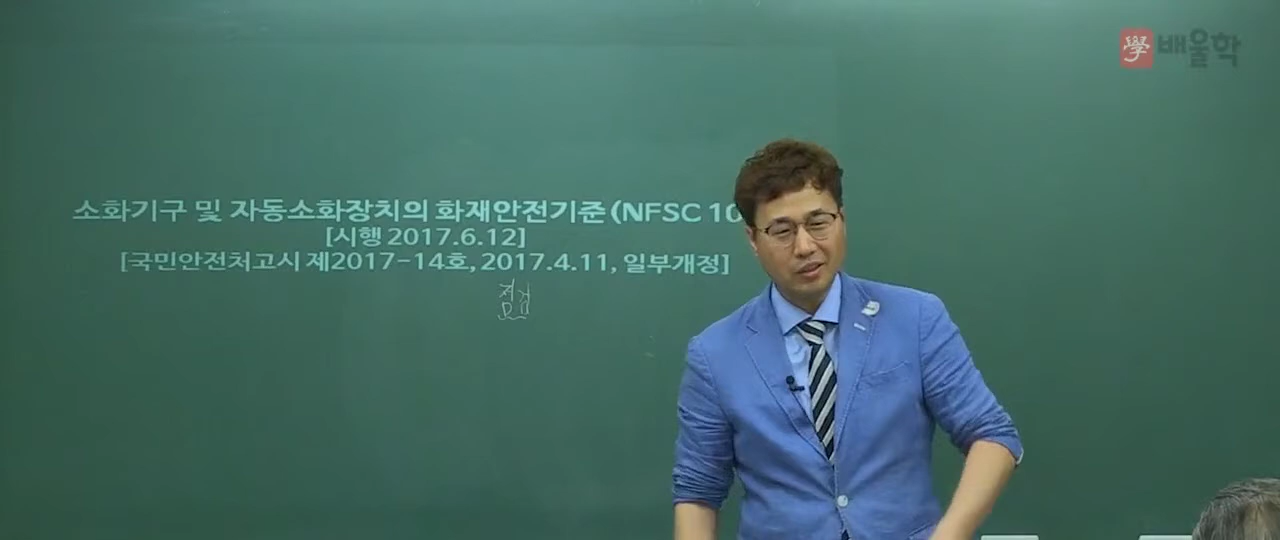 學 배울학
소화기구 및 자동소화장치의 화재안전기준(NFSC 10
[시행 2017.6.12]
[국민안전처고시 제2017-14호, 2017.4.11, 일부개정]
점검